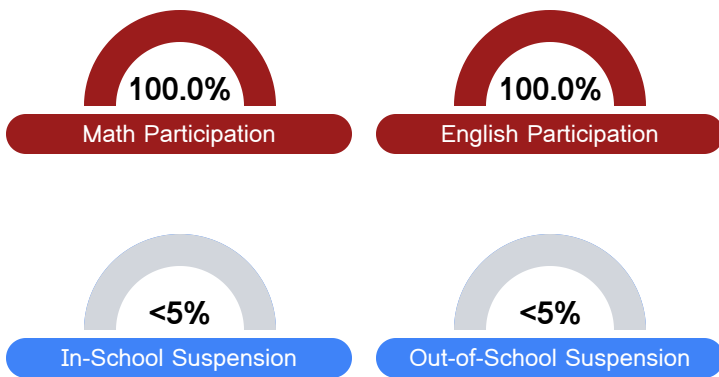 100.0%
100.0%
Math Participation
English Participation
<5%
<5%
In-School Suspension
Out-of-School Suspension